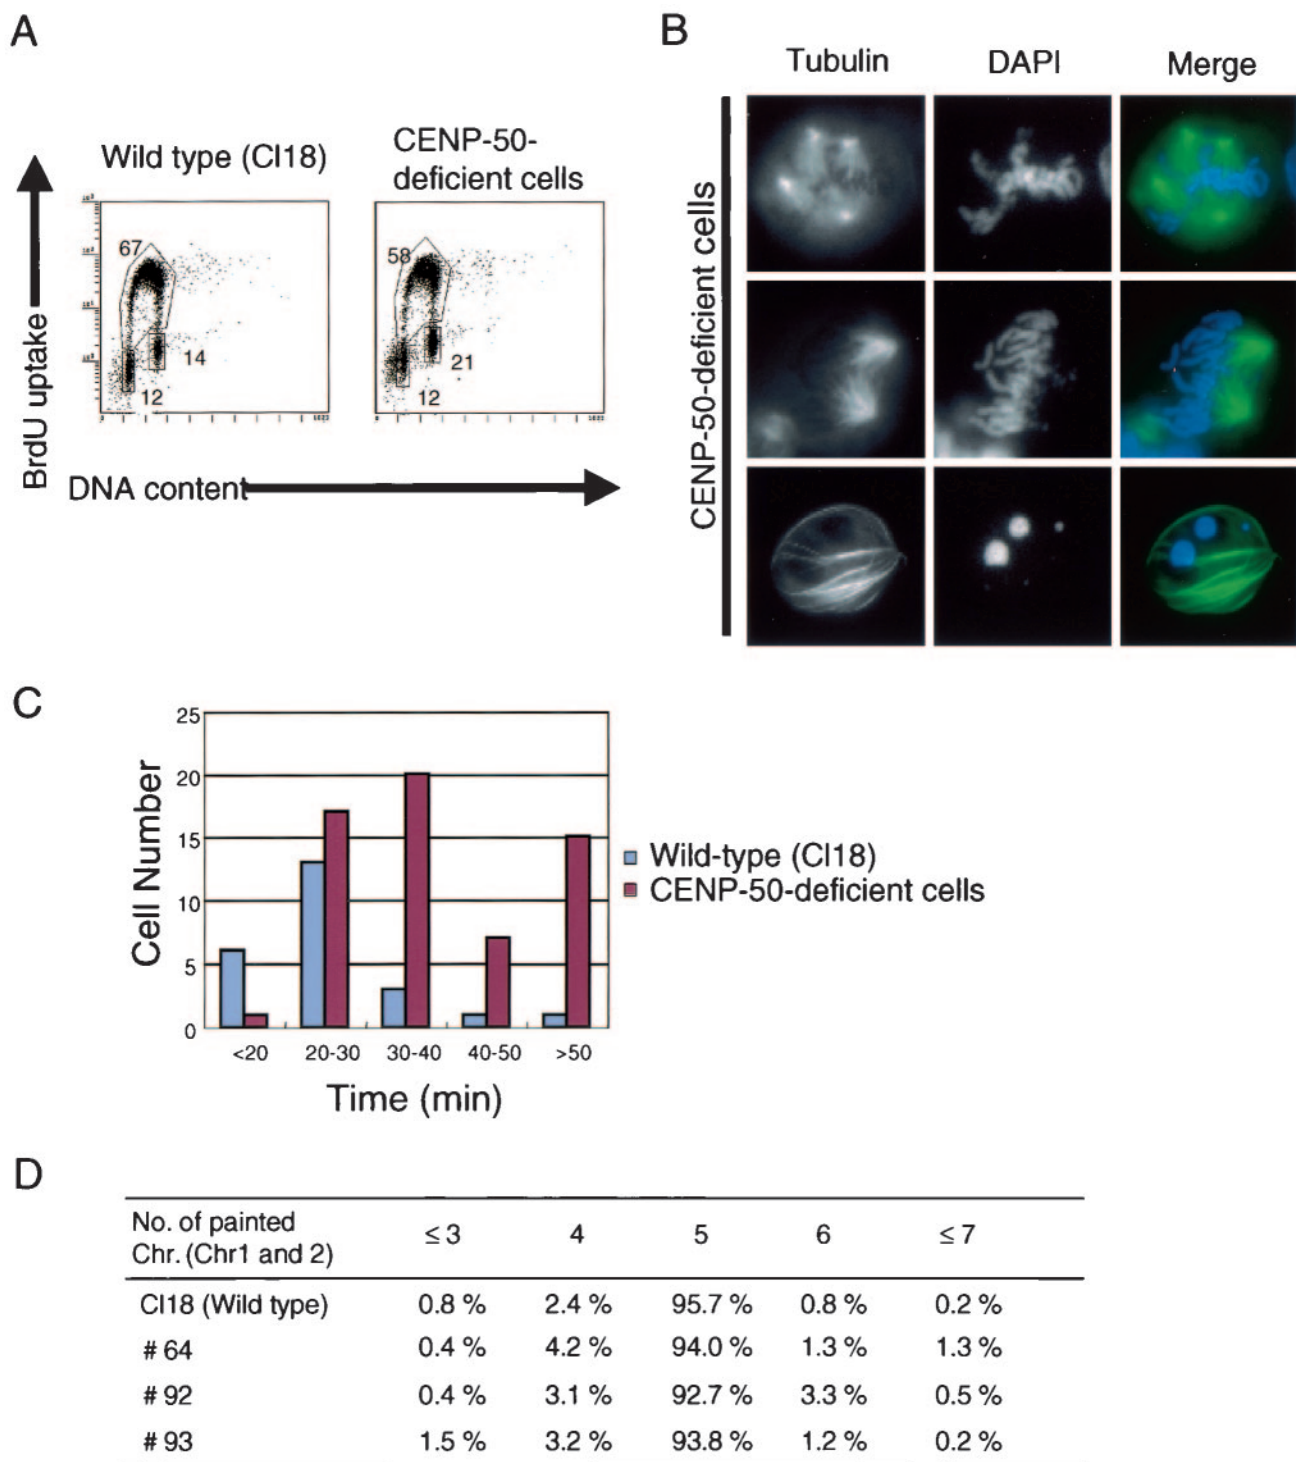 A
Wild type (Cl18)
CENP-50-
deficient cells
67
14
12
58
21
12
BrdU uptake
DNA content
B
Tubulin
DAPI
Merge
CENP-50-deficient cells
C
25
20
15
10
5
0
Cell Number
<20
20-30
30-40
40-50
>50
Time (min)
Wild-type (Cl18)
CENP-50-deficient cells
D
No. of painted
Chr. (Chr1 and 2)
≤ 3
4
5
6
≤ 7
Cl18 (Wild type) 0.8 % 2.4 % 95.7 % 0.8 % 0.2 %
# 64 0.4 % 4.2 % 94.0 % 1.3 % 1.3 %
# 92 0.4 % 3.1 % 92.7 % 3.3 % 0.5 %
# 93 1.5 % 3.2 % 93.8 % 1.2 % 0.2 %